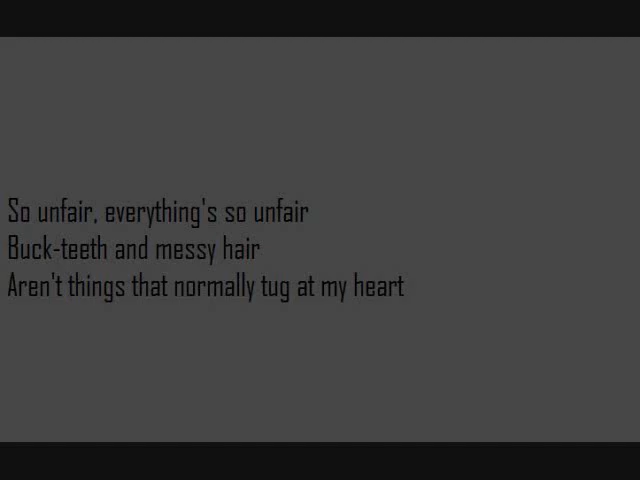 So unfair, everything's so unfair
Buck-teeth and messy hair
Aren't things that normally tug at my heart